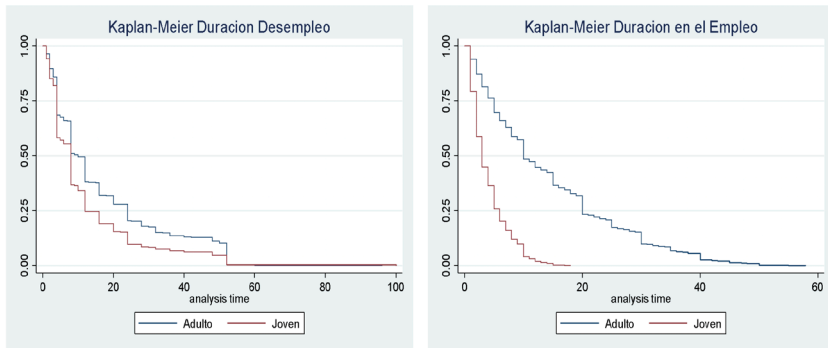 Kaplan-Meier Duracion Desempleo
1.00
0.75
0.50
0.25
0.00
0 20 40 60 80 100
analysis time
Adulto Joven
Kaplan-Meier Duracion en el Empleo
1.00
0.75
0.50
0.25
0.00
0 20 40 60
analysis time
Adulto Joven